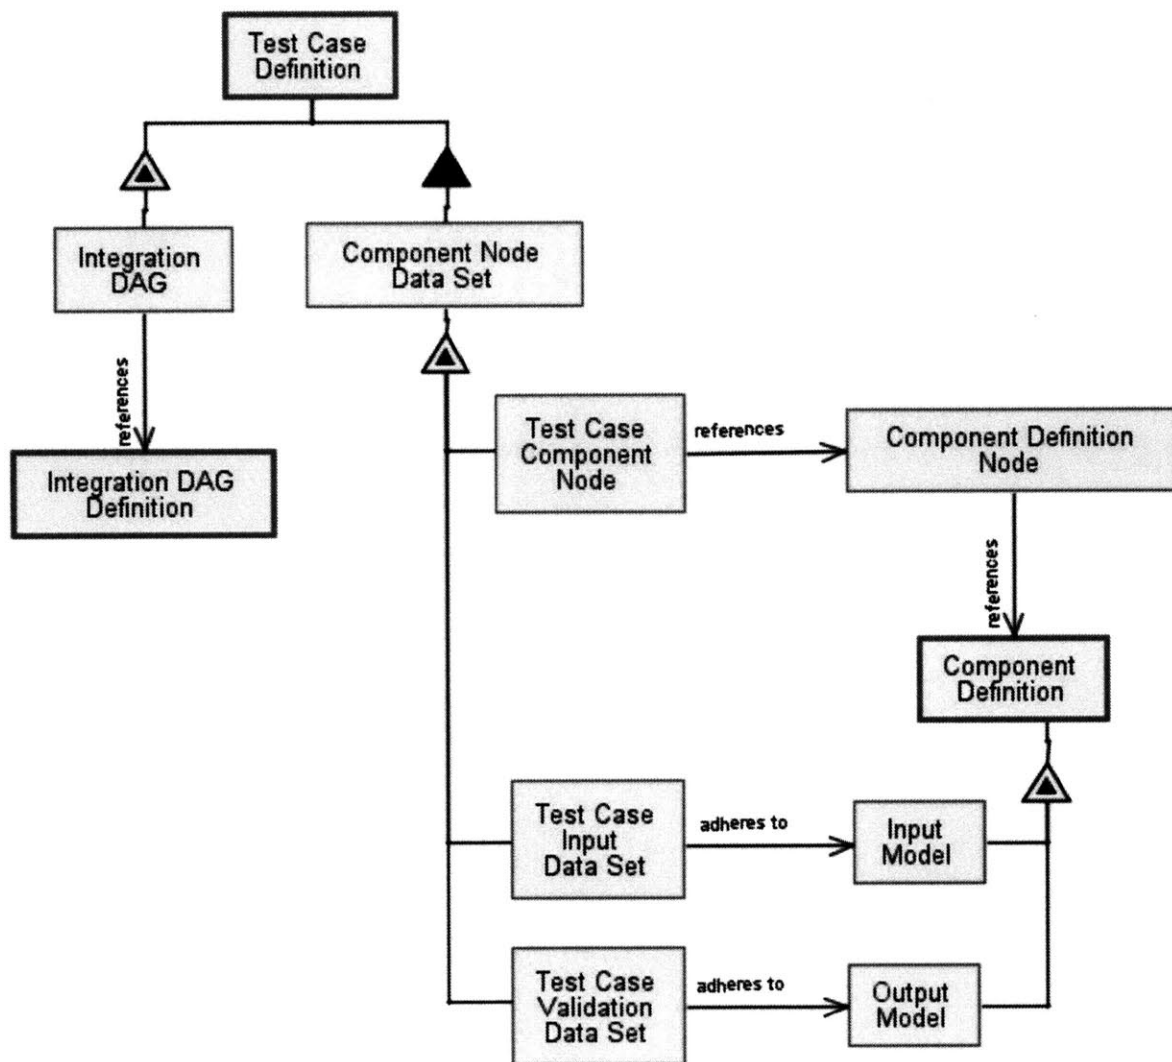 Test Case
Definition
Integration
DAG
Component Node
Data Set
references
Test Case
Component
Node
references
Component Definition
Node
Integration DAG
Definition
references
Component
Definition
Test Case
Input
Data Set
adheres to
Input
Model
Test Case
Validation
Data Set
adheres to
Output
Model